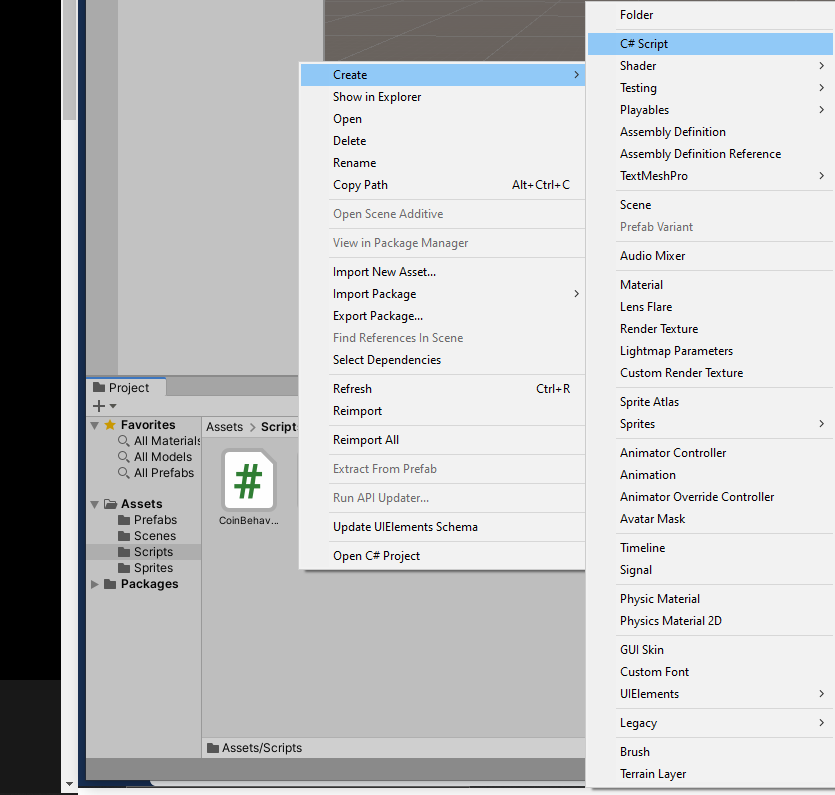 Folder
C# Script
Shader
Testing
Playables
Assembly Definition
Assembly Definition Reference
TextMeshPro
Scene
Prefab Variant
Audio Mixer
Material
Lens Flare
Render Texture
Lightmap Parameters
Custom Render Texture
Sprite Atlas
Sprites
Animator Controller
Animation
Animator Override Controller
Avatar Mask
Timeline
Signal
Physic Material
Physics Material 2D
GUI Skin
Custom Font
UIElements
Legacy
Brush
Terrain Layer
Create
Show in Explorer
Open
Delete
Rename
Copy Path Alt+Ctrl+C
Open Scene Additive
View in Package Manager
Import New Asset...
Import Package
Export Package...
Find References In Scene
Select Dependencies
Refresh Ctrl+R
Reimport
Reimport All
Extract From Prefab
Run API Updater...
Update UIElements Schema
Open C# Project
Project
Favorites
All Materials
All Models
All Prefabs
Assets
Prefabs
Scenes
Scripts
Sprites
Packages
Assets > Script
#
CoinBehav...
Assets/Scripts